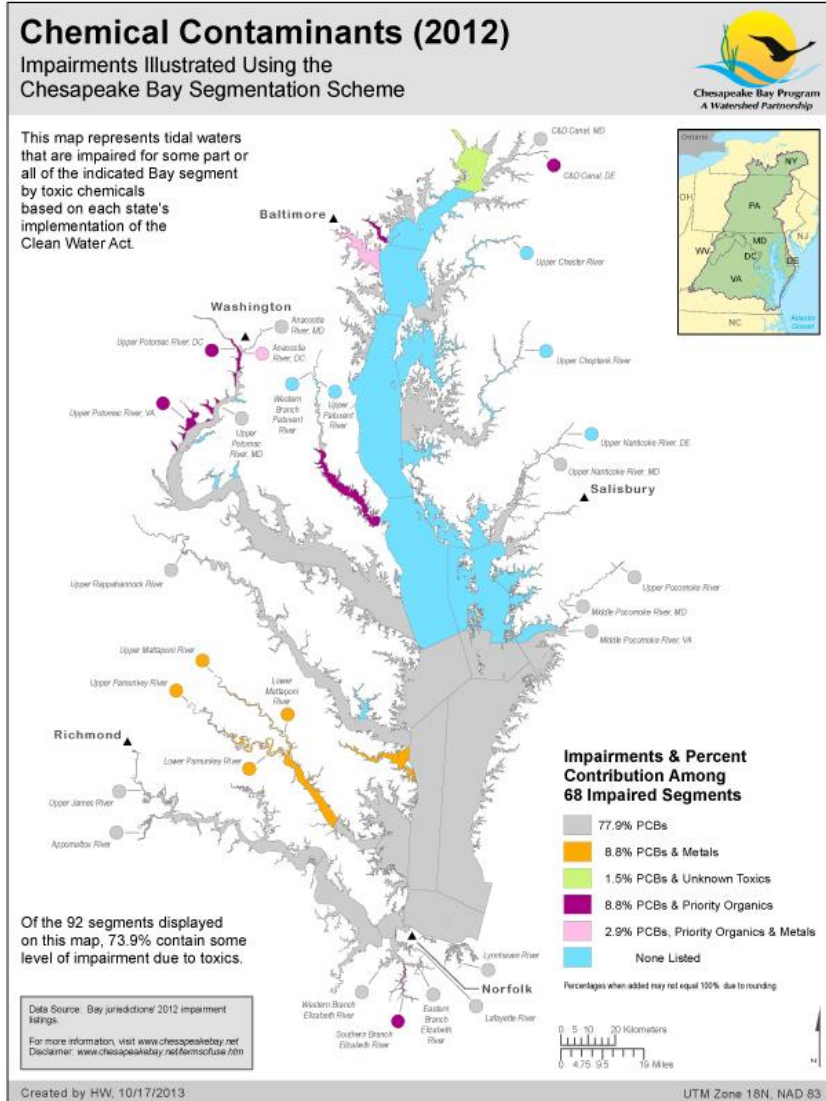 Chemical Contaminants (2012)
Impairments Illustrated Using the
Chesapeake Bay Segmentation Scheme
Chesapeake Bay Program
A Watershed Partnership
This map represents tidal waters
that are impaired for some part or
all of the indicated Bay segment
by toxic chemicals
based on each state's
implementation of the
Clean Water Act.
C&D Canal, MD
C&D Canal, DE
Ontario
NY
PA
OH
NJ
MD
WV
DC
DE
VA
NC
Atlantic
Ocean
Baltimore
Upper Chester River
Washington
Anacostia
River, MD
Upper Potomac River, DC
Anacostia
River, DC
Upper Choptank River
Upper Potomac River, VA
Western
Branch
Patuxent
River
Upper
Patuxent
River
Upper
Potomac
River, MD
Upper Nanticoke River, DE
Upper Nanticoke River, MD
Salisbury
Upper Rappahannock River
Upper Pocomoke River
Middle Pocomoke River, MD
Middle Pocomoke River, VA
Upper Mattaponi River
Upper Pamunkey River
Lower
Mattaponi
River
Richmond
Lower Pamunkey River
Upper James River
Appomattox River
Impairments & Percent
Contribution Among
68 Impaired Segments
77.9% PCBs
8.8% PCBs & Metals
1.5% PCBs & Unknown Toxics
8.8% PCBs & Priority Organics
2.9% PCBs, Priority Organics & Metals
None Listed
Percentages when added may not equal 100% due to rounding.
Of the 92 segments displayed
on this map, 73.9% contain some
level of impairment due to toxics.
Lynnhaven River
Norfolk
Western Branch
Elizabeth River
Eastern
Branch
Elizabeth
River
Lafayette River
Southern Branch
Elizabeth River
Data Source: Bay jurisdictions' 2012 impairment
listings.
For more information, visit www.chesapeakebay.net
Disclaimer: www.chesapeakebay.net/termsofuse.htm
0 5 10 20 Kilometers
0 4.75 9.5 19 Miles
N
Created by HW, 10/17/2013
UTM Zone 18N, NAD 83